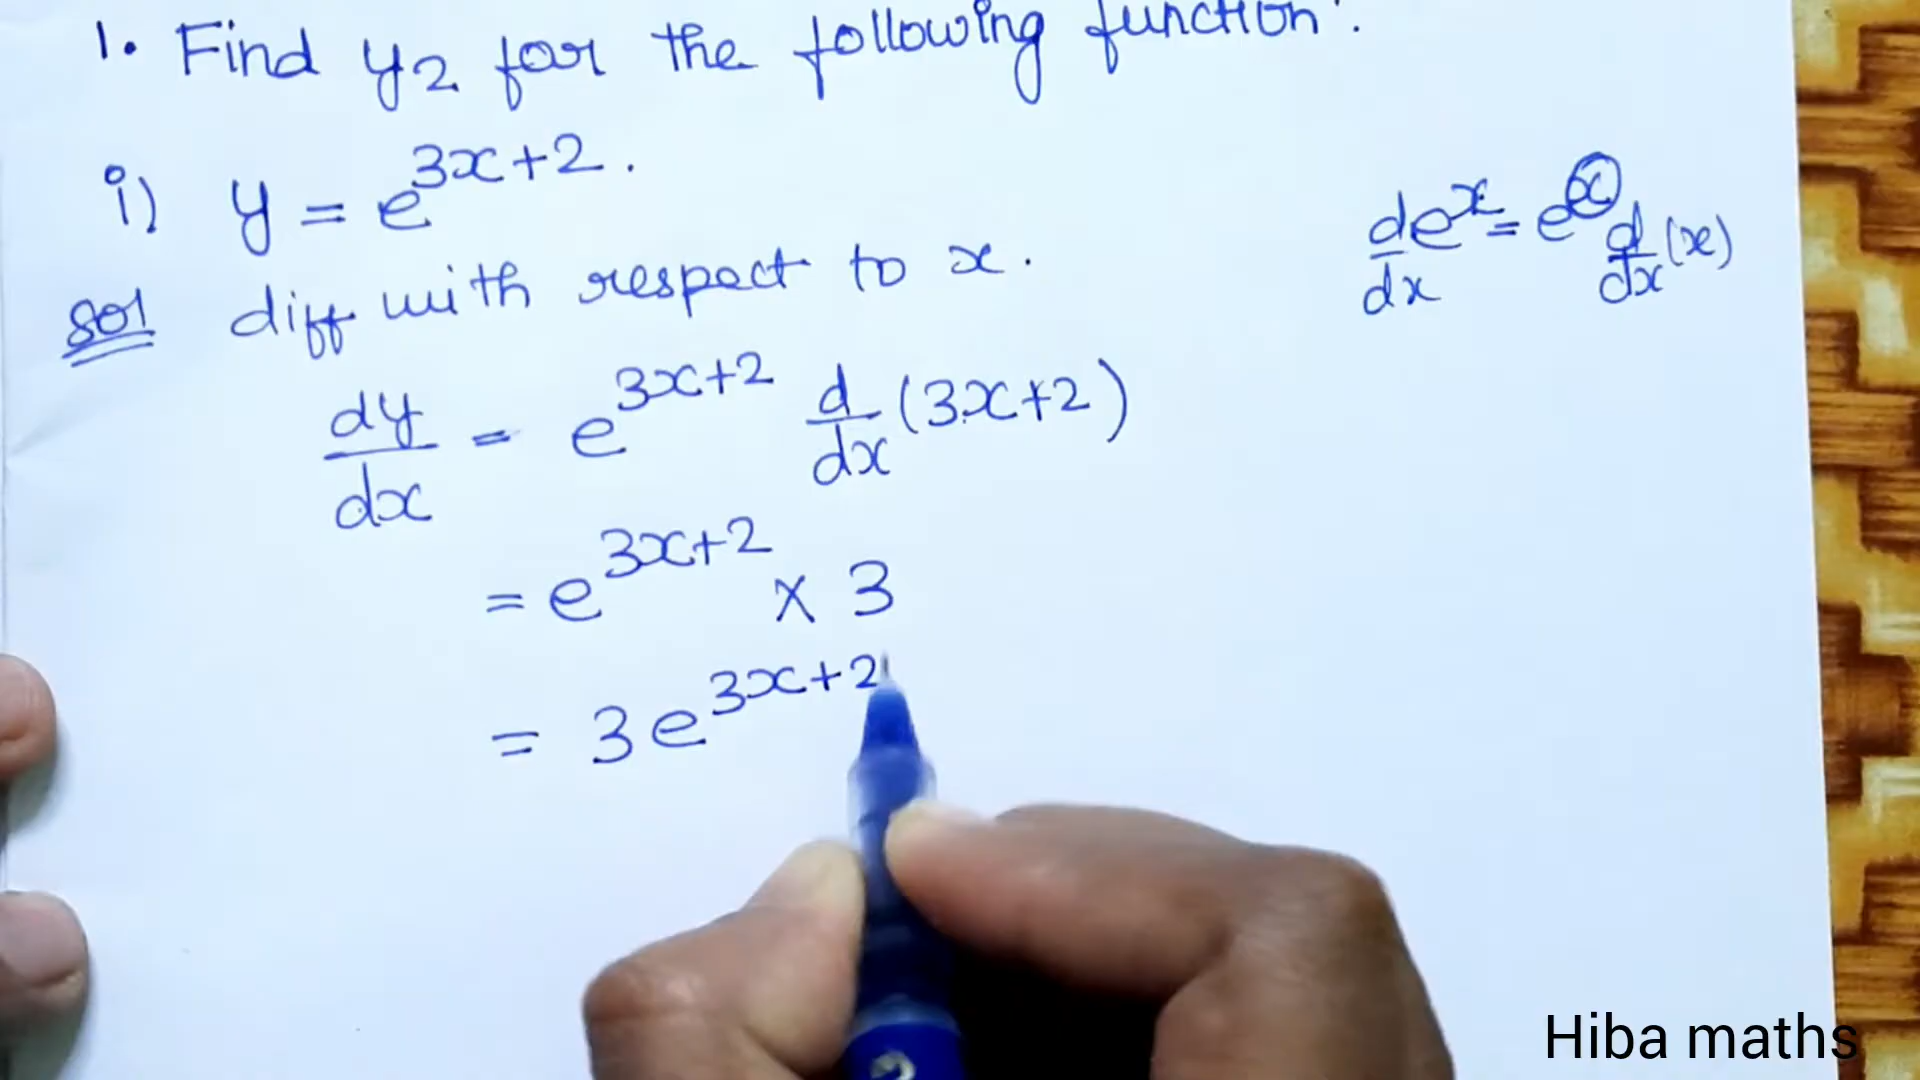 1. Find y₂ for the following function.
i) y = e^{3x+2}.
d/dx e^x = e^x d/dx (x)
Sol diff with respect to x.
dy/dx = e^{3x+2} d/dx (3x+2)
= e^{3x+2} × 3
= 3e^{3x+2}
Hiba maths